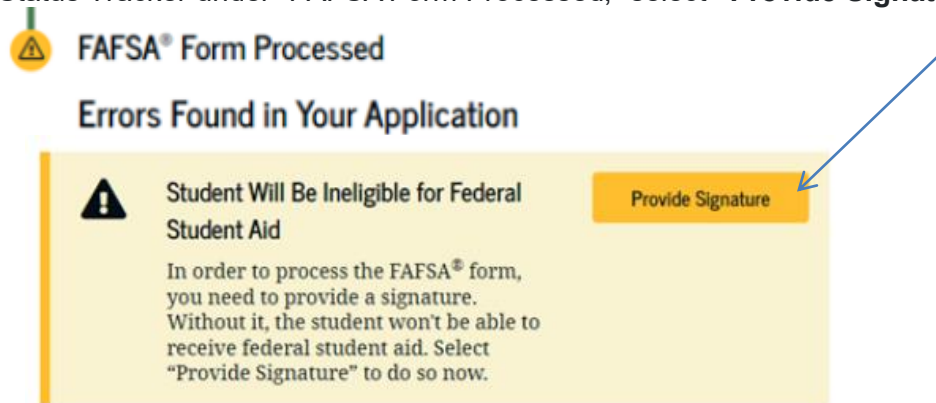 FAFSA® Form Processed
Errors Found in Your Application
Student Will Be Ineligible for Federal
Student Aid
Provide Signature
In order to process the FAFSA® form,
you need to provide a signature.
Without it, the student won't be able to
receive federal student aid. Select
“Provide Signature” to do so now.